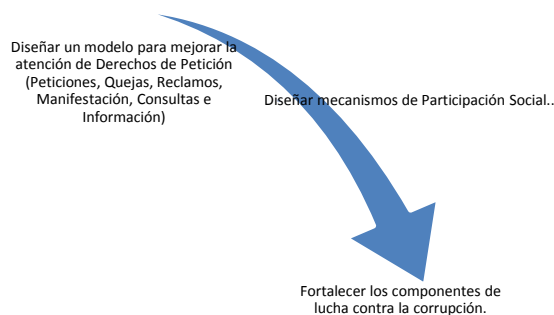 Diseñar un modelo para mejorar la
atención de Derechos de Petición
(Peticiones, Quejas, Reclamos,
Manifestación, Consultas e
Información)
Diseñar mecanismos de Participación Social..
Fortalecer los componentes de
lucha contra la corrupción.